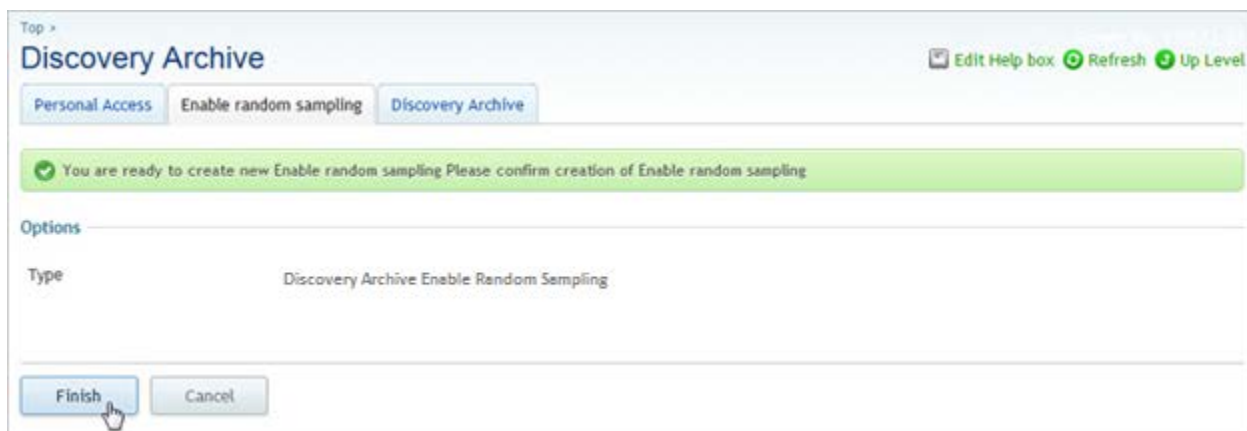 Top >
Discovery Archive
Edit Help box Refresh Up Level
Personal Access Enable random sampling Discovery Archive
You are ready to create new Enable random sampling Please confirm creation of Enable random sampling
Options
Type Discovery Archive Enable Random Sampling
Finish Cancel